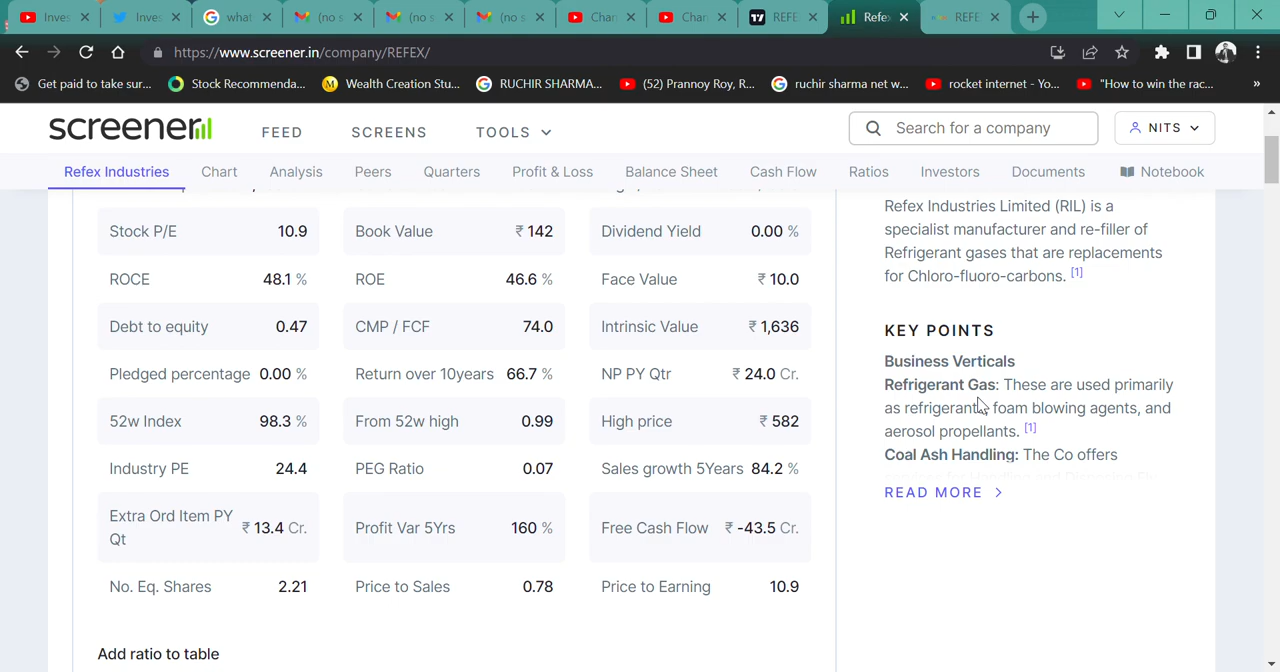 Inves
Inves
what
(no s
(no s
(no s
Char
Char
REFE
Refex
REFE
https://www.screener.in/company/REFEX/
Get paid to take sur...
Stock Recommenda...
Wealth Creation Stu...
RUCHIR SHARMA...
(52) Prannoy Roy, R...
ruchir sharma net w...
rocket internet - Yo...
"How to win the rac...
»
screener
FEED
SCREENS
TOOLS
Search for a company
NITS
Refex Industries
Chart
Analysis
Peers
Quarters
Profit & Loss
Balance Sheet
Cash Flow
Ratios
Investors
Documents
Notebook
Stock P/E 10.9
Book Value ₹ 142
Dividend Yield 0.00 %
ROCE 48.1 %
ROE 46.6 %
Face Value ₹ 10.0
Debt to equity 0.47
CMP / FCF 74.0
Intrinsic Value ₹ 1,636
Pledged percentage 0.00 %
Return over 10years 66.7 %
NP PY Qtr ₹ 24.0 Cr.
52w Index 98.3 %
From 52w high 0.99
High price ₹ 582
Industry PE 24.4
PEG Ratio 0.07
Sales growth 5Years 84.2 %
Extra Ord Item PY
Qt ₹ 13.4 Cr.
Profit Var 5Yrs 160 %
Free Cash Flow ₹ -43.5 Cr.
No. Eq. Shares 2.21
Price to Sales 0.78
Price to Earning 10.9
Add ratio to table
Refex Industries Limited (RIL) is a
specialist manufacturer and re-filler of
Refrigerant gases that are replacements
for Chloro-fluoro-carbons. [1]
KEY POINTS
Business Verticals
Refrigerant Gas: These are used primarily
as refrigerants, foam blowing agents, and
aerosol propellants. [1]
Coal Ash Handling: The Co offers
READ MORE